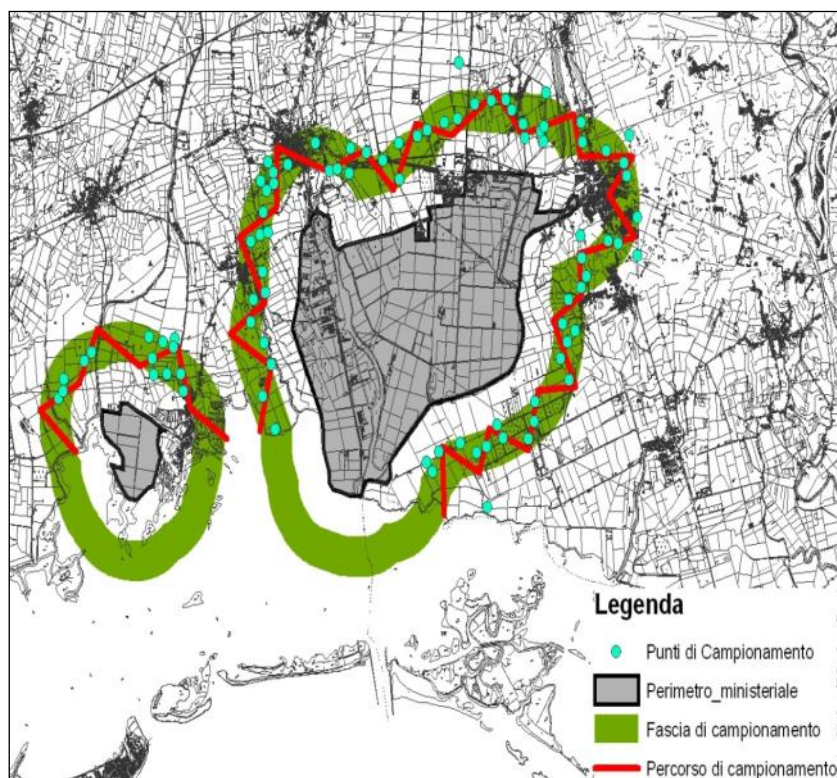 Legenda
Punti di Campionamento
Perimetro_ministeriale
Fascia di campionamento
Percorso di campionamento